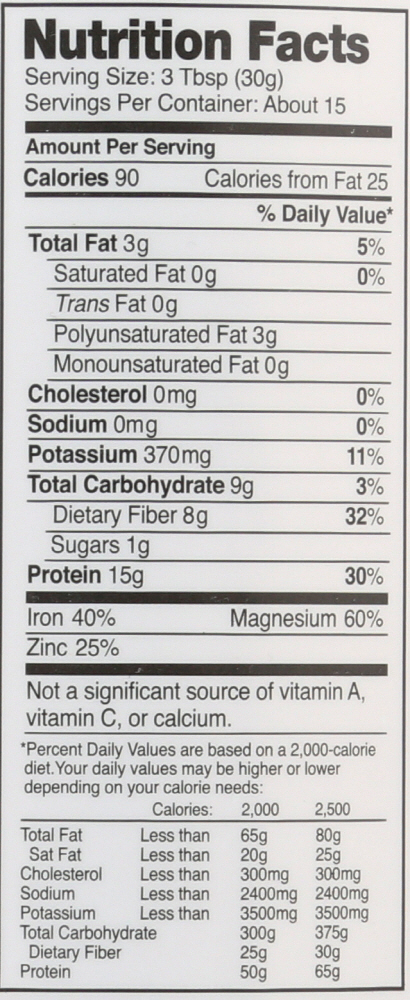 Nutrition Facts
Serving Size: 3 Tbsp (30g)
Servings Per Container: About 15
Amount Per Serving
Calories 90 Calories from Fat 25
% Daily Value*
Total Fat 3g 5%
Saturated Fat 0g 0%
Trans Fat 0g
Polyunsaturated Fat 3g
Monounsaturated Fat 0g
Cholesterol 0mg 0%
Sodium 0mg 0%
Potassium 370mg 11%
Total Carbohydrate 9g 3%
Dietary Fiber 8g 32%
Sugars 1g
Protein 15g 30%
Iron 40% Magnesium 60%
Zinc 25%
Not a significant source of vitamin A,
vitamin C, or calcium.
*Percent Daily Values are based on a 2,000-calorie
diet.Your daily values may be higher or lower
depending on your calorie needs:
Calories: 2,000 2,500
Total Fat Less than 65g 80g
Sat Fat Less than 20g 25g
Cholesterol Less than 300mg 300mg
Sodium Less than 2400mg 2400mg
Potassium Less than 3500mg 3500mg
Total Carbohydrate 300g 375g
Dietary Fiber 25g 30g
Protein 50g 65g